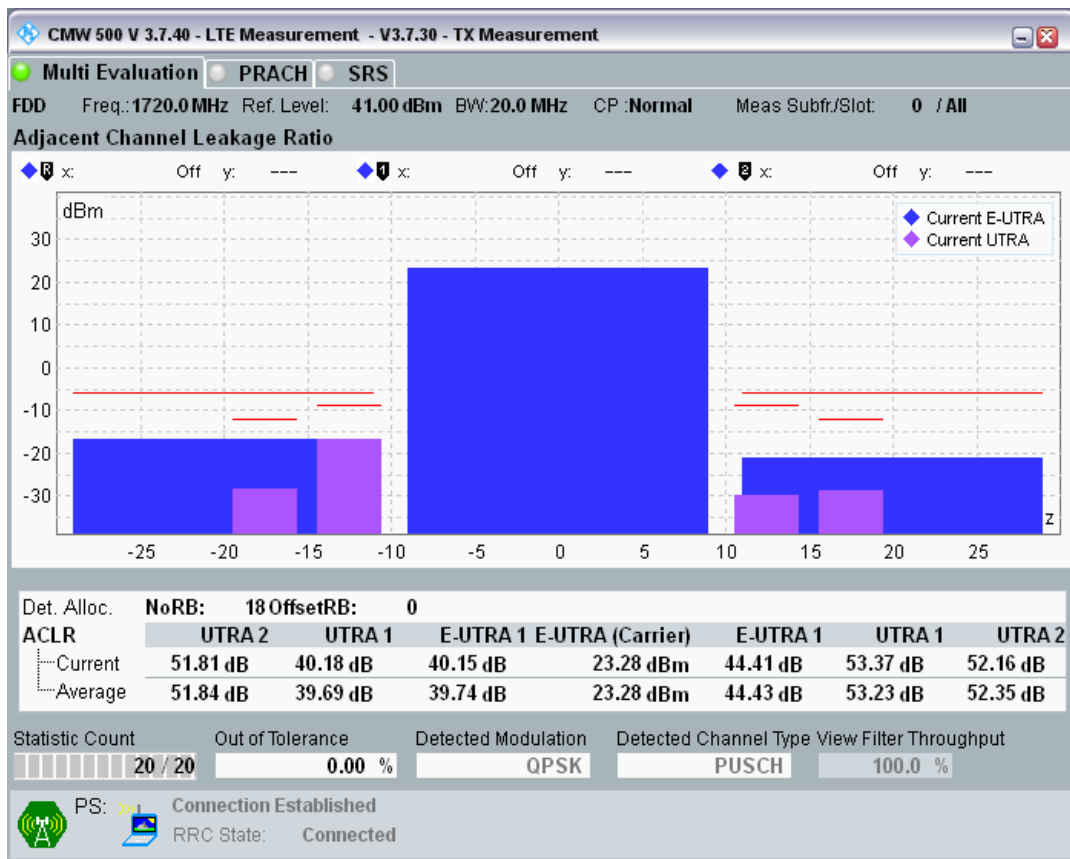 CMW 500 V 3.7.40 - LTE Measurement - V3.7.30 - TX Measurement
Multi Evaluation PRACH SRS
FDD Freq.: 1720.0 MHz Ref. Level: 41.00 dBm BW: 20.0 MHz CP : Normal Meas Subfr./Slot: 0 / All
Adjacent Channel Leakage Ratio
R x: Off y: --- 1 x: Off y: --- 2 x: Off y: ---
dBm
Current E-UTRA
Current UTRA
30
20
10
0
-10
-20
-30
z
-25 -20 -15 -10 -5 0 5 10 15 20 25
Det. Alloc. NoRB: 18 OffsetRB: 0
ACLR UTRA 2 UTRA 1 E-UTRA 1 E-UTRA (Carrier) E-UTRA 1 UTRA 1 UTRA 2
Current 51.81 dB 40.18 dB 40.15 dB 23.28 dBm 44.41 dB 53.37 dB 52.16 dB
Average 51.84 dB 39.69 dB 39.74 dB 23.28 dBm 44.43 dB 53.23 dB 52.35 dB
Statistic Count Out of Tolerance Detected Modulation Detected Channel Type View Filter Throughput
20 / 20 0.00 % QPSK PUSCH 100.0 %
PS: Connection Established
RRC State: Connected